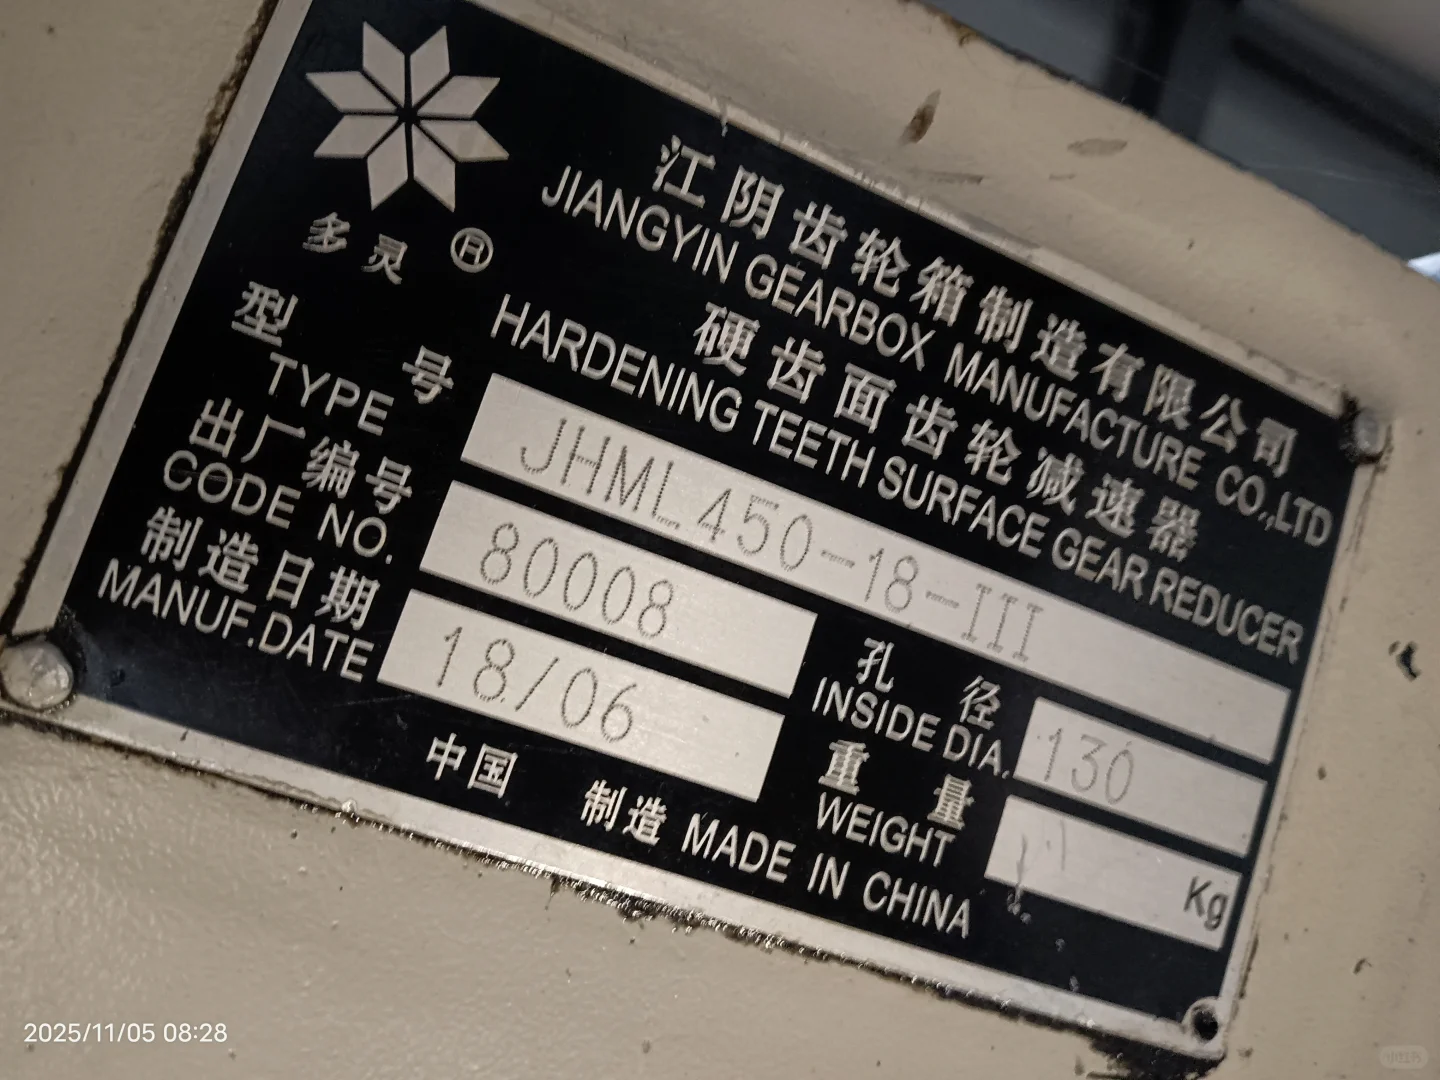 多灵 ®
江阴齿轮箱制造有限公司
JIANGYIN GEARBOX MANUFACTURE CO.,LTD
硬齿面齿轮减速器
HARDENING TEETH SURFACE GEAR REDUCER
型号 JHML450-18-III
TYPE
出厂编号 80008
CODE NO.
孔径 130
INSIDE DIA.
制造日期 18/06
MANUF.DATE
重量 Kg
WEIGHT
中国 制造 MADE IN CHINA
2025/11/05 08:28
小红书